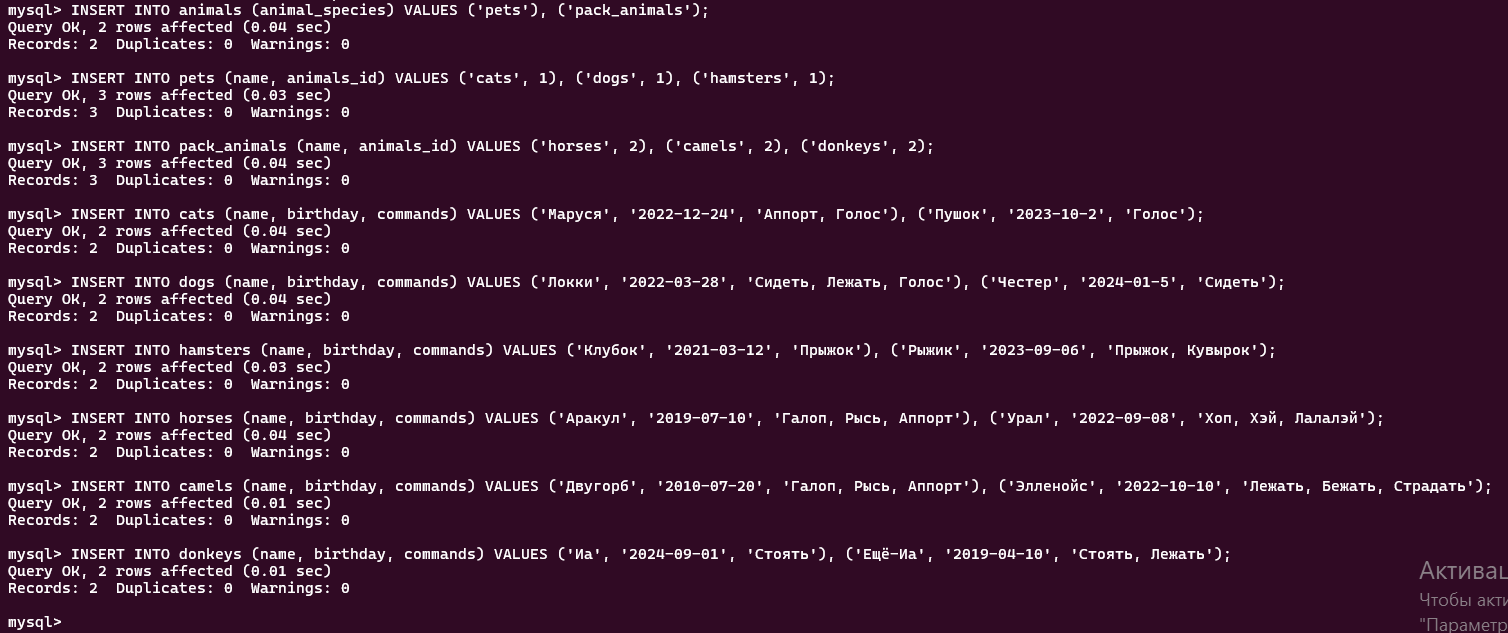 mysql> INSERT INTO animals (animal_species) VALUES ('pets'), ('pack_animals');
Query OK, 2 rows affected (0.04 sec)
Records: 2  Duplicates: 0  Warnings: 0

mysql> INSERT INTO pets (name, animals_id) VALUES ('cats', 1), ('dogs', 1), ('hamsters', 1);
Query OK, 3 rows affected (0.03 sec)
Records: 3  Duplicates: 0  Warnings: 0

mysql> INSERT INTO pack_animals (name, animals_id) VALUES ('horses', 2), ('camels', 2), ('donkeys', 2);
Query OK, 3 rows affected (0.04 sec)
Records: 3  Duplicates: 0  Warnings: 0

mysql> INSERT INTO cats (name, birthday, commands) VALUES ('Маруся', '2022-12-24', 'Аппорт, Голос'), ('Пушок', '2023-10-2', 'Голос');
Query OK, 2 rows affected (0.04 sec)
Records: 2  Duplicates: 0  Warnings: 0

mysql> INSERT INTO dogs (name, birthday, commands) VALUES ('Локки', '2022-03-28', 'Сидеть, Лежать, Голос'), ('Честер', '2024-01-5', 'Сидеть');
Query OK, 2 rows affected (0.04 sec)
Records: 2  Duplicates: 0  Warnings: 0

mysql> INSERT INTO hamsters (name, birthday, commands) VALUES ('Клубок', '2021-03-12', 'Прыжок'), ('Рыжик', '2023-09-06', 'Прыжок, Кувырок');
Query OK, 2 rows affected (0.03 sec)
Records: 2  Duplicates: 0  Warnings: 0

mysql> INSERT INTO horses (name, birthday, commands) VALUES ('Аракул', '2019-07-10', 'Галоп, Рысь, Аппорт'), ('Урал', '2022-09-08', 'Хоп, Хэй, Лалалэй');
Query OK, 2 rows affected (0.04 sec)
Records: 2  Duplicates: 0  Warnings: 0

mysql> INSERT INTO camels (name, birthday, commands) VALUES ('Двугорб', '2010-07-20', 'Галоп, Рысь, Аппорт'), ('Элленойс', '2022-10-10', 'Лежать, Бежать, Страдать');
Query OK, 2 rows affected (0.01 sec)
Records: 2  Duplicates: 0  Warnings: 0

mysql> INSERT INTO donkeys (name, birthday, commands) VALUES ('Иа', '2024-09-01', 'Стоять'), ('Ещё-Иа', '2019-04-10', 'Стоять, Лежать');
Query OK, 2 rows affected (0.01 sec)
Records: 2  Duplicates: 0  Warnings: 0

mysql>
Активац
Чтобы акти
"Параметр